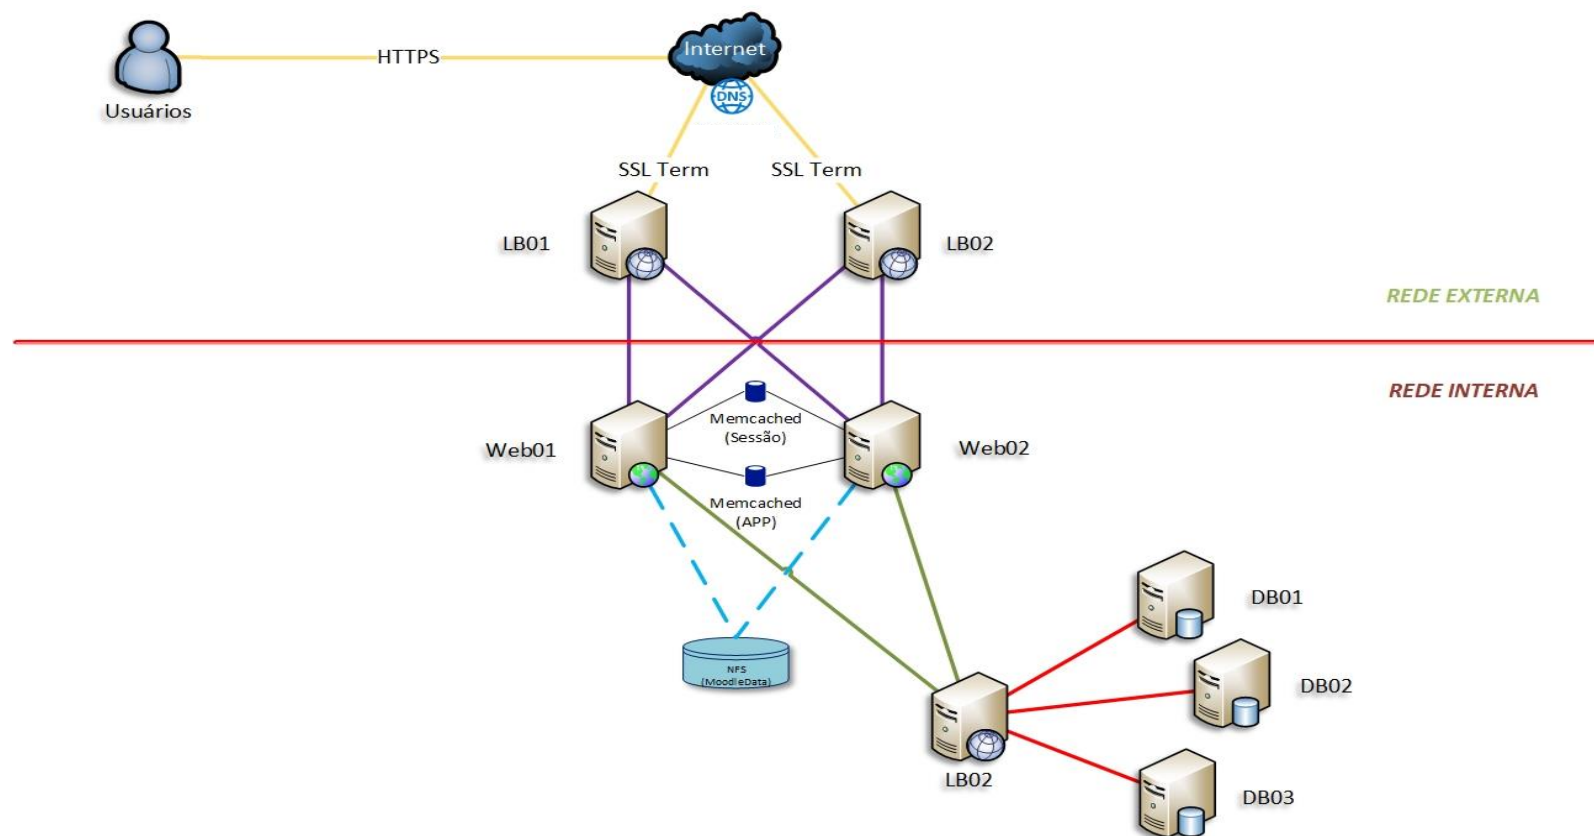 Internet
HTTPS
DNS
Usuários
SSL Term
SSL Term
LB01
LB02
REDE EXTERNA
REDE INTERNA
Memcached
(Sessão)
Web01
Web02
Memcached
(APP)
DB01
NFS
(MoodleData)
DB02
LB02
DB03